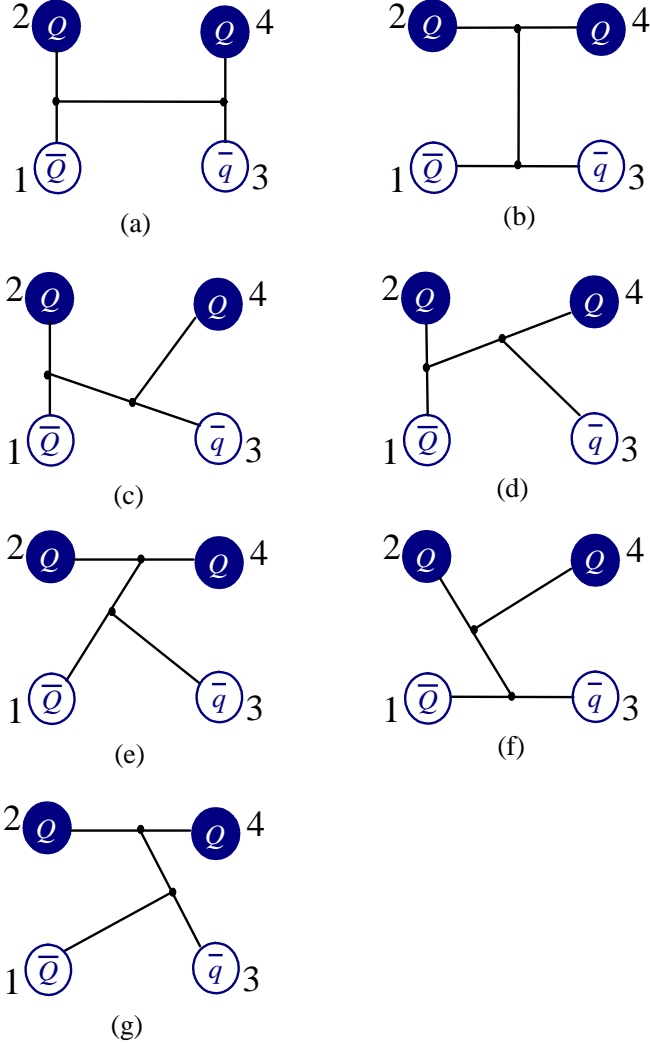 2 Q Q 4 2 Q Q 4
1 Q̅ q̅ 3 1 Q̅ q̅ 3
(a) (b)
2 Q Q 4 2 Q Q 4
1 Q̅ q̅ 3 1 Q̅ q̅ 3
(c) (d)
2 Q Q 4 2 Q Q 4
1 Q̅ q̅ 3 1 Q̅ q̅ 3
(e) (f)
2 Q Q 4
1 Q̅ q̅ 3
(g)